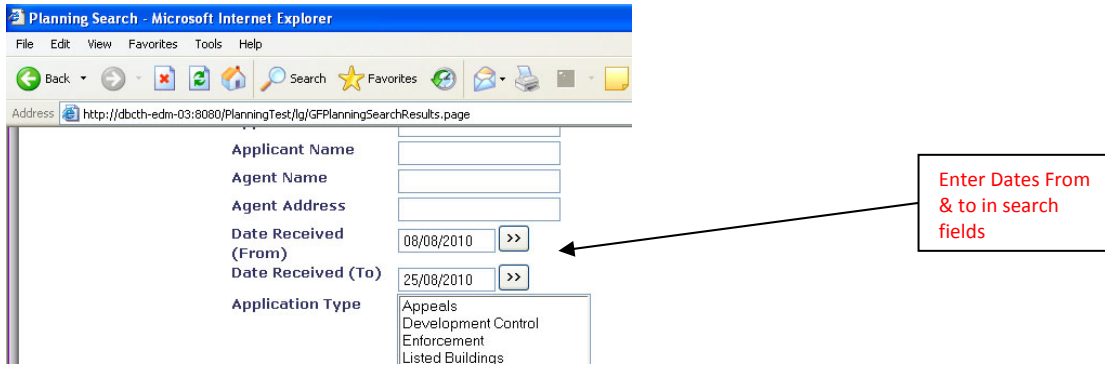 Planning Search - Microsoft Internet Explorer
File Edit View Favorites Tools Help
Back Search Favorites
Address http://dbcth-edm-03:8080/PlanningTest/lg/GFPlanningSearchResults.page
Applicant Name
Agent Name
Agent Address
Date Received
(From) 08/08/2010 >>
Date Received (To) 25/08/2010 >>
Application Type Appeals
Development Control
Enforcement
Listed Buildings
Enter Dates From
& to in search
fields